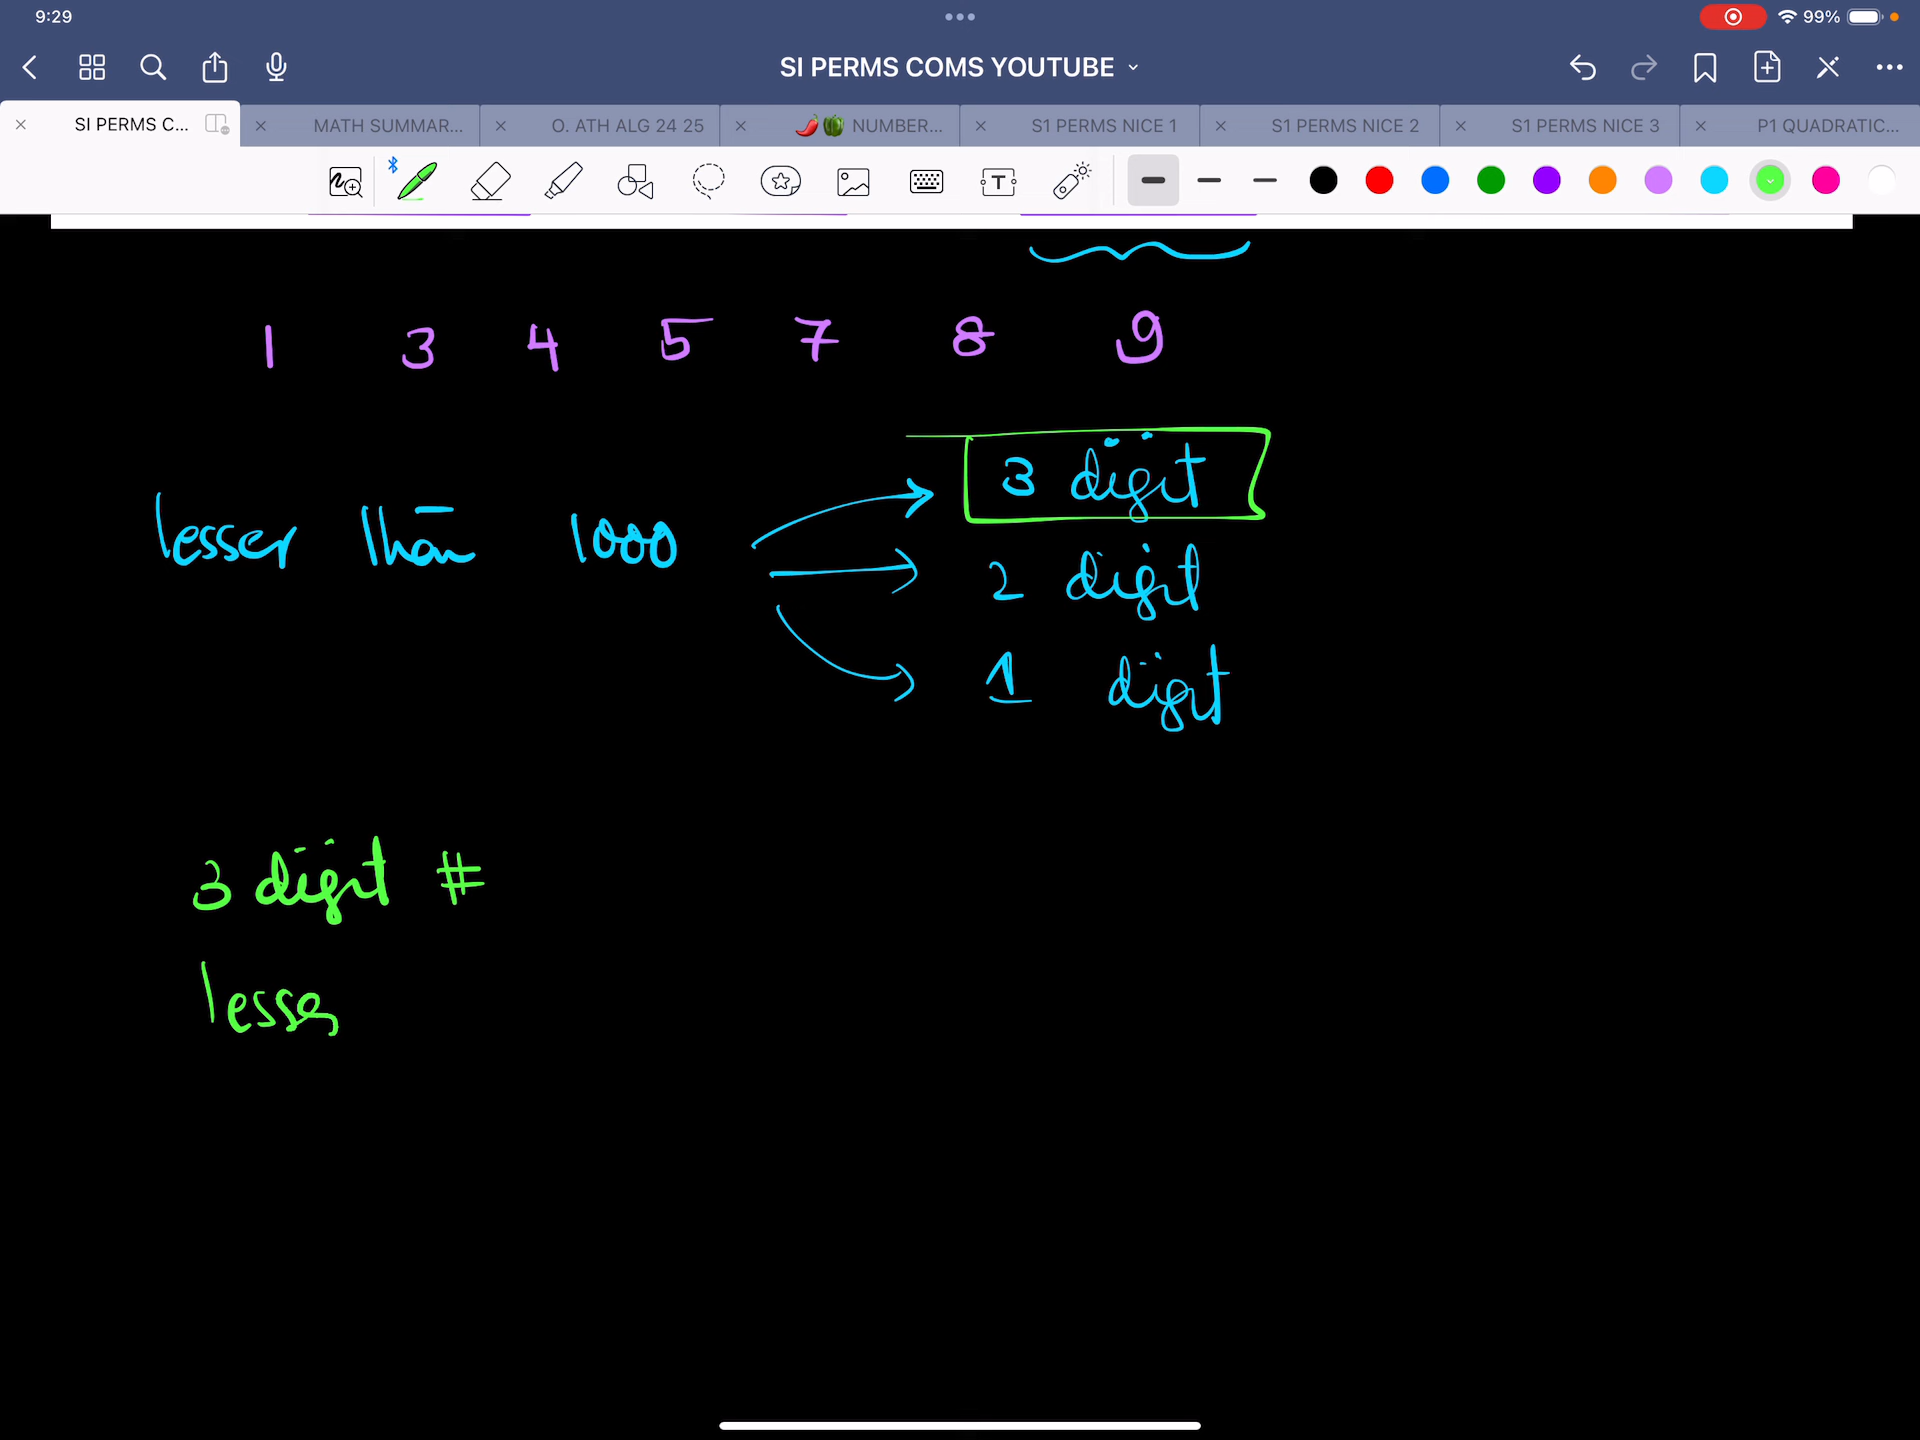 9:29
99%
SI PERMS COMS YOUTUBE
SI PERMS C... MATH SUMMAR... O. ATH ALG 24 25 NUMBER... S1 PERMS NICE 1 S1 PERMS NICE 2 S1 PERMS NICE 3 P1 QUADRATIC...
T
1 3 4 5 7 8 9
lesser than 1000
3 digit
2 digit
1 digit
3 digit #
lesser